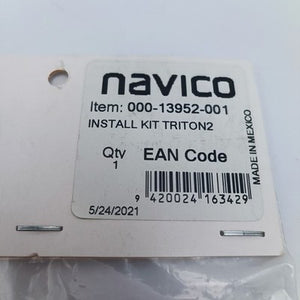 navico
Item: 000-13952-001
INSTALL KIT TRITON2
Qty EAN Code
1
9 420024 163429
5/24/2021
MADE IN MEXICO